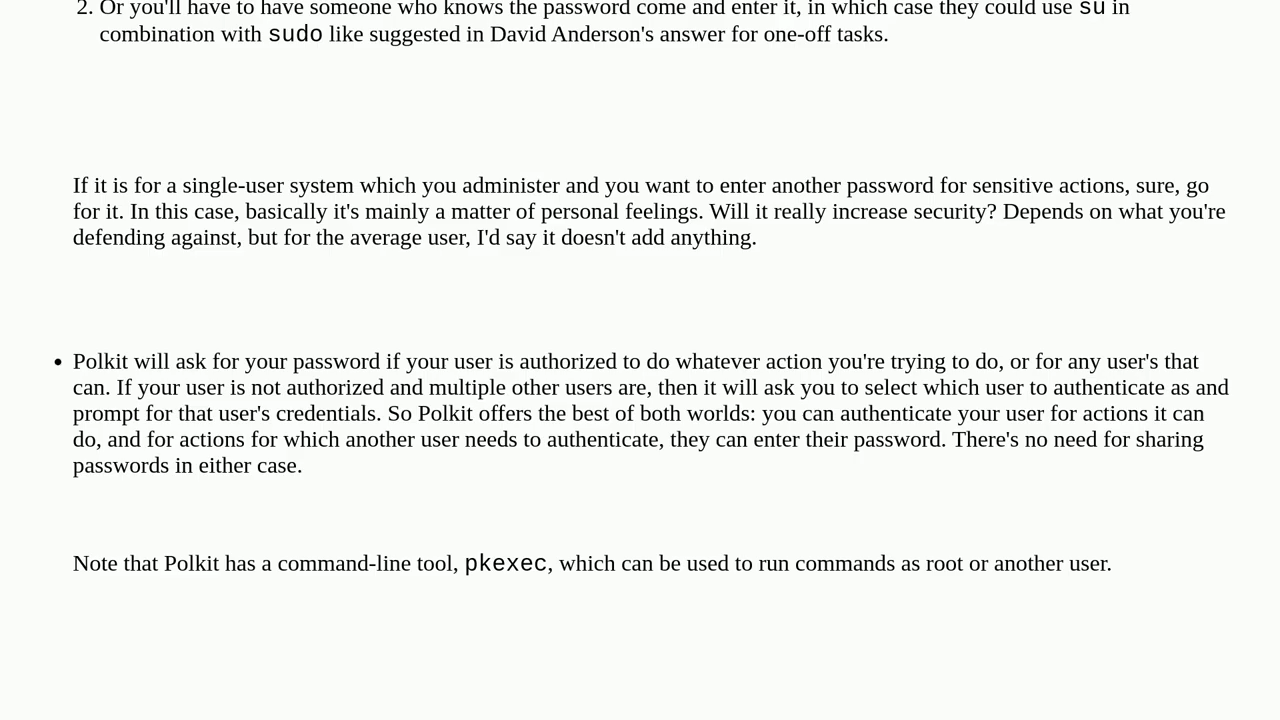 2. Or you'll have to have someone who knows the password come and enter it, in which case they could use su in
combination with sudo like suggested in David Anderson's answer for one-off tasks.
If it is for a single-user system which you administer and you want to enter another password for sensitive actions, sure, go
for it. In this case, basically it's mainly a matter of personal feelings. Will it really increase security? Depends on what you're
defending against, but for the average user, I'd say it doesn't add anything.
• Polkit will ask for your password if your user is authorized to do whatever action you're trying to do, or for any user's that
can. If your user is not authorized and multiple other users are, then it will ask you to select which user to authenticate as and
prompt for that user's credentials. So Polkit offers the best of both worlds: you can authenticate your user for actions it can
do, and for actions for which another user needs to authenticate, they can enter their password. There's no need for sharing
passwords in either case.
Note that Polkit has a command-line tool, pkexec, which can be used to run commands as root or another user.